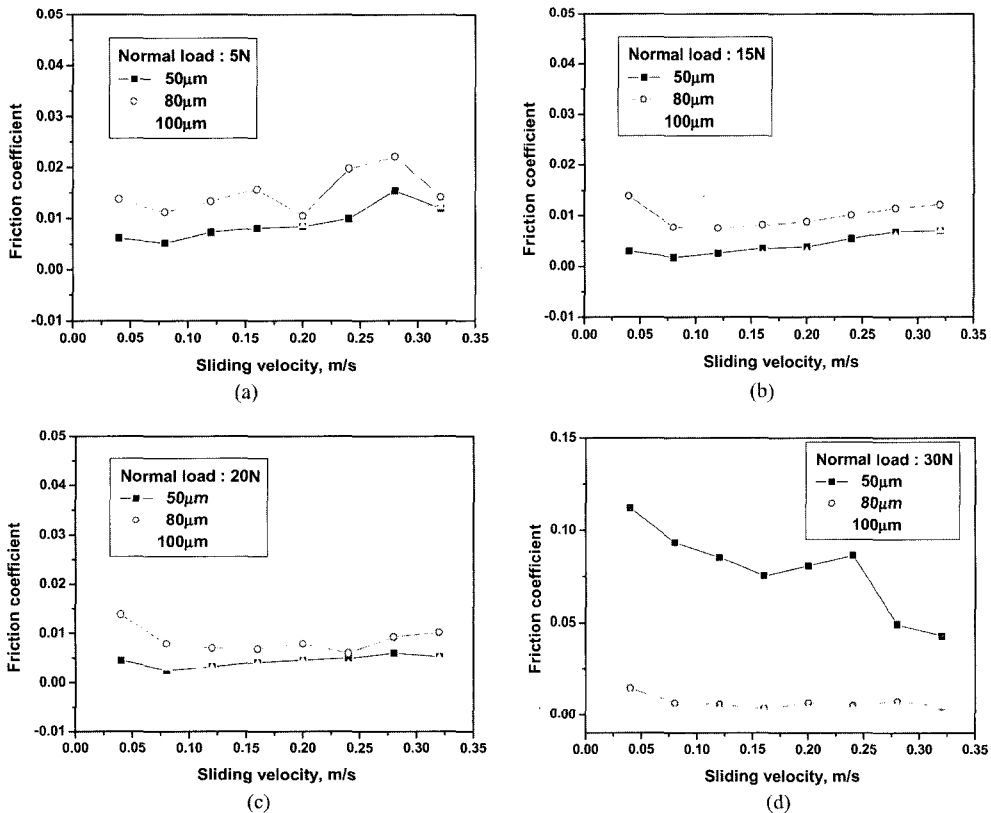 0.05
0.04
0.03
0.02
0.01
0.00
-0.01
Friction coefficient
Normal load : 5N
50μm
80μm
100μm
0.00 0.05 0.10 0.15 0.20 0.25 0.30 0.35
Sliding velocity, m/s
(a)
0.05
0.04
0.03
0.02
0.01
0.00
-0.01
Friction coefficient
Normal load : 15N
50μm
80μm
100μm
0.00 0.05 0.10 0.15 0.20 0.25 0.30 0.35
Sliding velocity, m/s
(b)
0.05
0.04
0.03
0.02
0.01
0.00
-0.01
Friction coefficient
Normal load : 20N
50μm
80μm
100μm
0.00 0.05 0.10 0.15 0.20 0.25 0.30 0.35
Sliding velocity, m/s
(c)
0.15
0.10
0.05
0.00
Friction coefficient
Normal load : 30N
50μm
80μm
100μm
0.00 0.05 0.10 0.15 0.20 0.25 0.30 0.35
Sliding velocity, m/s
(d)